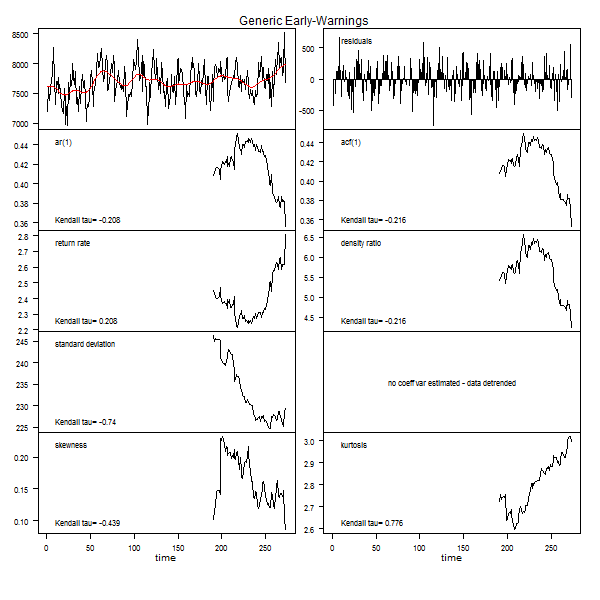 Generic Early-Warnings
8500
8000
7500
7000
residuals
500
0
-500
ar(1)
0.44
0.42
0.40
0.38
0.36
Kendall tau= -0.208
acf(1)
0.44
0.42
0.40
0.38
0.36
Kendall tau= -0.216
return rate
2.8
2.7
2.6
2.5
2.4
2.3
2.2
Kendall tau= 0.208
density ratio
6.5
6.0
5.5
5.0
4.5
Kendall tau= -0.216
standard deviation
245
240
235
230
225
Kendall tau= -0.74
no coeff var estimated - data detrended
skewness
0.20
0.15
0.10
Kendall tau= -0.439
kurtosis
3.0
2.9
2.8
2.7
2.6
Kendall tau= 0.776
0 50 100 150 200 250
time
0 50 100 150 200 250
time